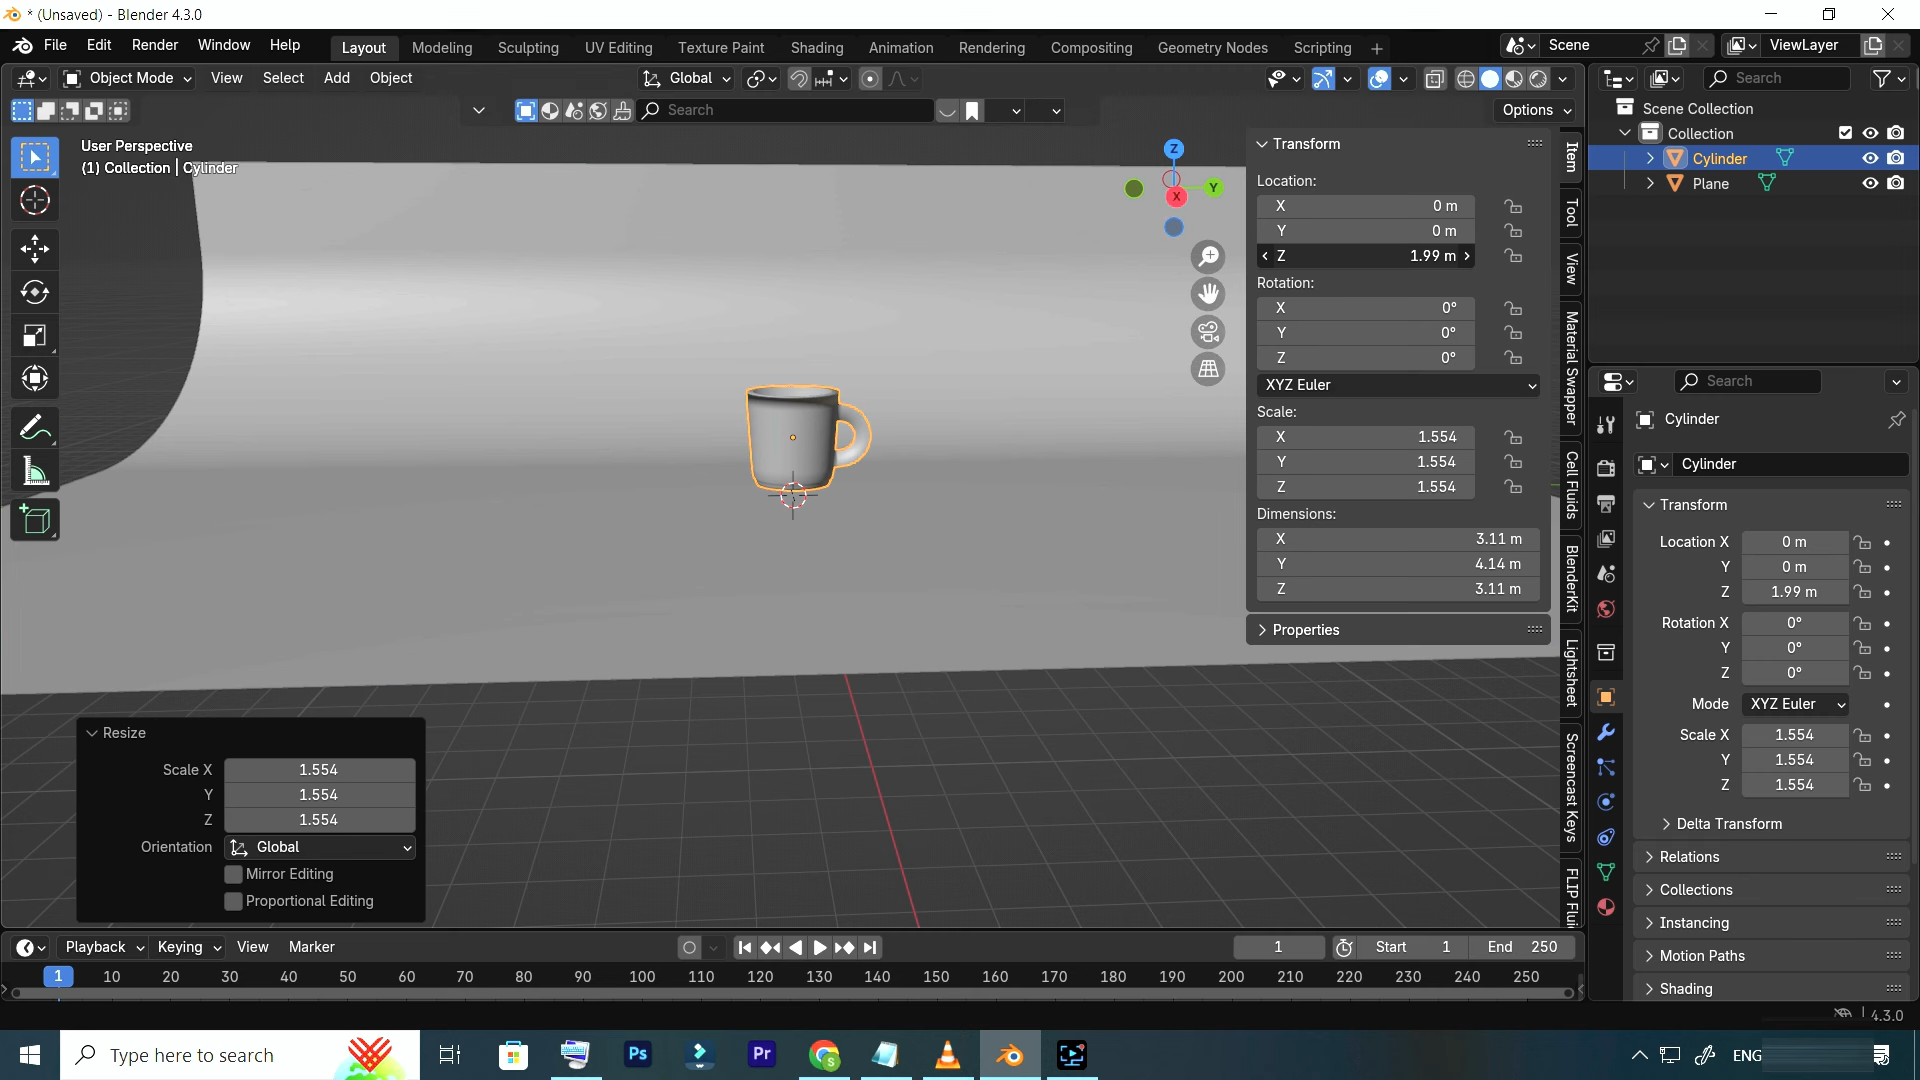 * (Unsaved) - Blender 4.3.0
File Edit Render Window Help
Layout Modeling Sculpting UV Editing Texture Paint Shading Animation Rendering Compositing Geometry Nodes Scripting +
Scene
ViewLayer
Object Mode View Select Add Object
Global
Search
Search
Options
User Perspective
(1) Collection | Cylinder
Z
Y
X
Transform
Location:
X 0 m
Y 0 m
Z 1.99 m
Rotation:
X 0°
Y 0°
Z 0°
XYZ Euler
Scale:
X 1.554
Y 1.554
Z 1.554
Dimensions:
X 3.11 m
Y 4.14 m
Z 3.11 m
Properties
Item
Tool
View
Material Swapper
Cell Fluids
BlenderKit
Lightsheet
Screencast Keys
FLIP Flui
Scene Collection
Collection
Cylinder
Plane
Search
Cylinder
Cylinder
Transform
Location X 0 m
Y 0 m
Z 1.99 m
Rotation X 0°
Y 0°
Z 0°
Mode XYZ Euler
Scale X 1.554
Y 1.554
Z 1.554
Delta Transform
Relations
Collections
Instancing
Motion Paths
Shading
Resize
Scale X 1.554
Y 1.554
Z 1.554
Orientation Global
Mirror Editing
Proportional Editing
Playback Keying View Marker
1 Start 1 End 250
1 10 20 30 40 50 60 70 80 90 100 110 120 130 140 150 160 170 180 190 200 210 220 230 240 250
4.3.0
Type here to search
Ps
Pr
S
ENG